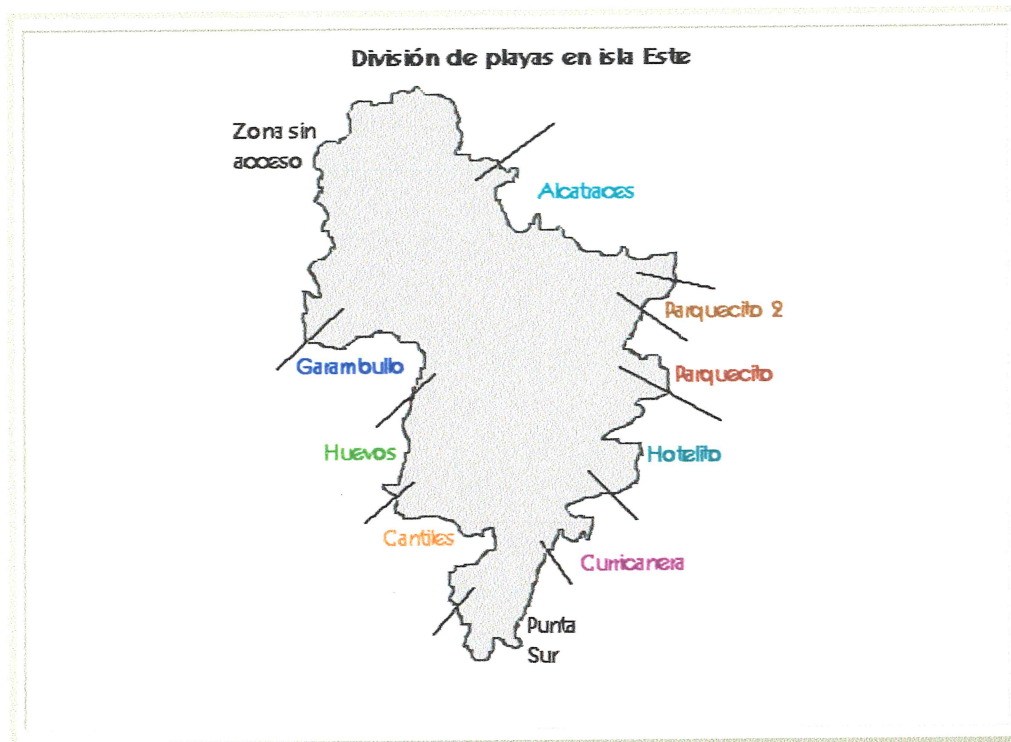 División de playas en isla Este
Zona sin
acceso
Alcatraces
Parquecito 2
Garambullo
Parquecito
Huevos
Hotelito
Cantiles
Curricanera
Punta
Sur